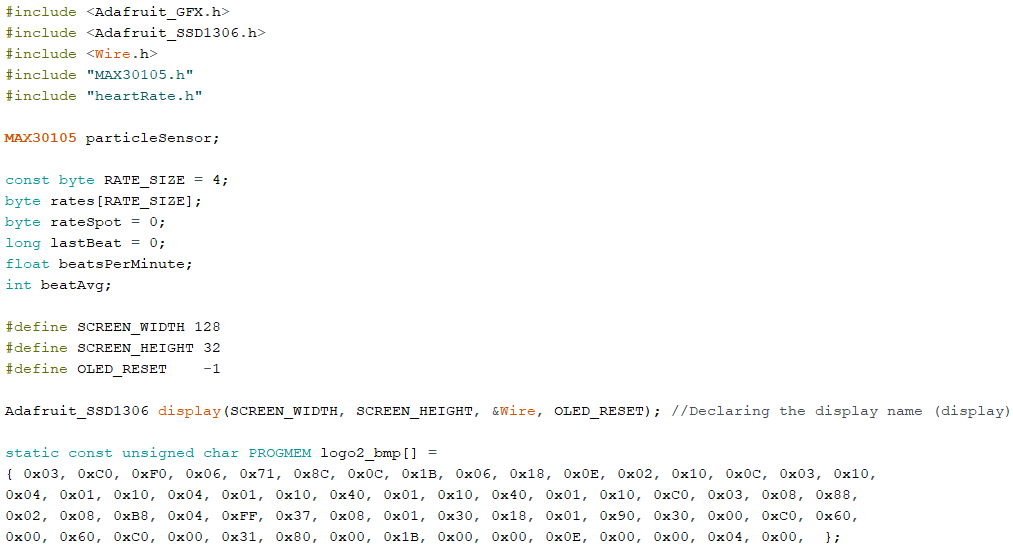 #include <Adafruit_GFX.h>
#include <Adafruit_SSD1306.h>
#include <Wire.h>
#include "MAX30105.h"
#include "heartRate.h"
MAX30105 particleSensor;
const byte RATE_SIZE = 4;
byte rates[RATE_SIZE];
byte rateSpot = 0;
long lastBeat = 0;
float beatsPerMinute;
int beatAvg;
#define SCREEN_WIDTH 128
#define SCREEN_HEIGHT 32
#define OLED_RESET    -1
Adafruit_SSD1306 display(SCREEN_WIDTH, SCREEN_HEIGHT, &Wire, OLED_RESET); //Declaring the display name (display)
static const unsigned char PROGMEM logo2_bmp[] =
{ 0x03, 0xC0, 0xF0, 0x06, 0x71, 0x8C, 0x0C, 0x1B, 0x06, 0x18, 0x0E, 0x02, 0x10, 0x0C, 0x03, 0x10,
0x04, 0x01, 0x10, 0x04, 0x01, 0x10, 0x40, 0x01, 0x10, 0x40, 0x01, 0x10, 0xC0, 0x03, 0x08, 0x88,
0x02, 0x08, 0xB8, 0x04, 0xFF, 0x37, 0x08, 0x01, 0x30, 0x18, 0x01, 0x90, 0x30, 0x00, 0xC0, 0x60,
0x00, 0x60, 0xC0, 0x00, 0x31, 0x80, 0x00, 0x1B, 0x00, 0x00, 0x0E, 0x00, 0x00, 0x04, 0x00,  };